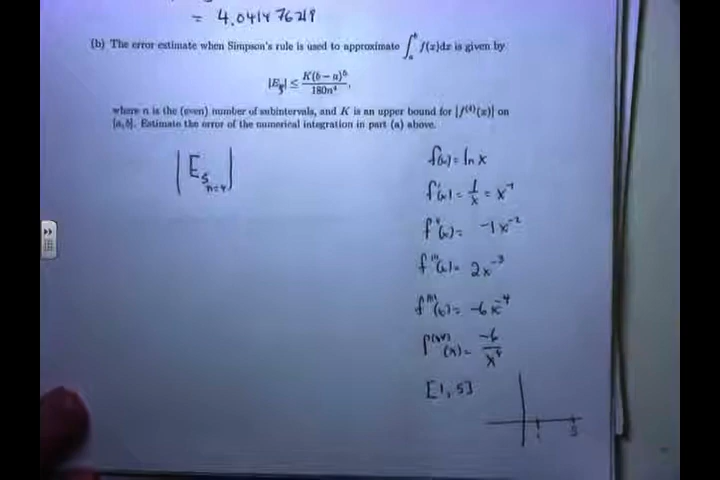 = 4.041476219
(b) The error estimate when Simpson's rule is used to approximate ∫_a^b f(x)dx is given by
|E_S| ≤ K(b − a)^5 / 180n^4,
where n is the (even) number of subintervals, and K is an upper bound for |f^(4)(x)| on
[a, b]. Estimate the error of the numerical integration in part (a) above.
|E_S n=4|
f(x) = ln x
f'(x) = 1/x = x^-1
f''(x) = -1x^-2
f'''(x) = 2x^-3
f''''(x) = -6x^-4
(x) = -6/x^4
[1, 5]
1 5